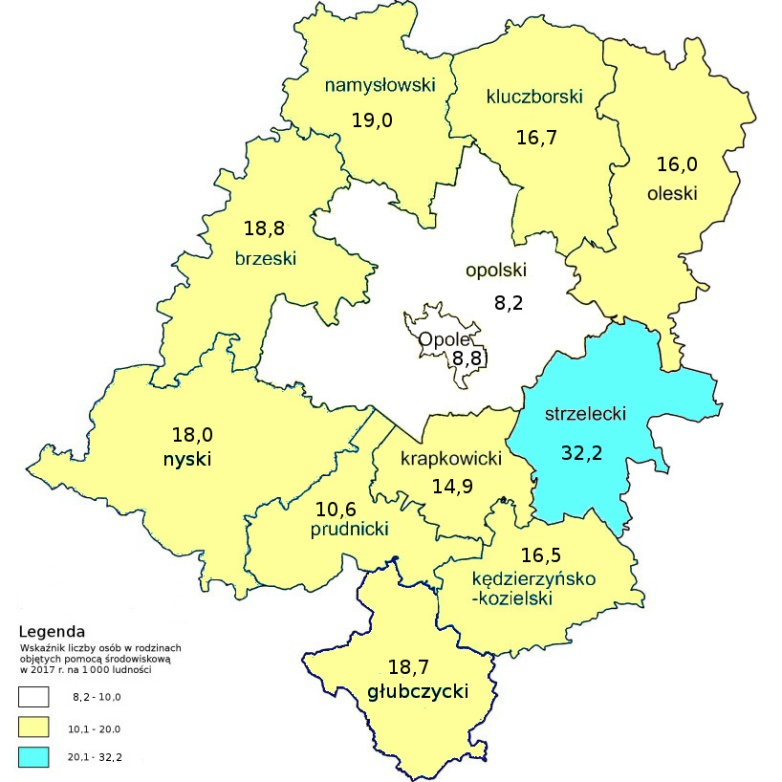 namysłowski
19,0
kluczborski
16,7
16,0
oleski
18,8
brzeski
opolski
8,2
Opole
8,8
strzelecki
32,2
18,0
nyski
krapkowicki
14,9
10,6
prudnicki
16,5
kędzierzyńsko
-kozielski
18,7
głubczycki
Legenda
Wskaźnik liczby osób w rodzinach
objętych pomocą środowiskową
w 2017 r. na 1 000 ludności
8,2 - 10,0
10.1 - 20.0
20.1 - 32,2